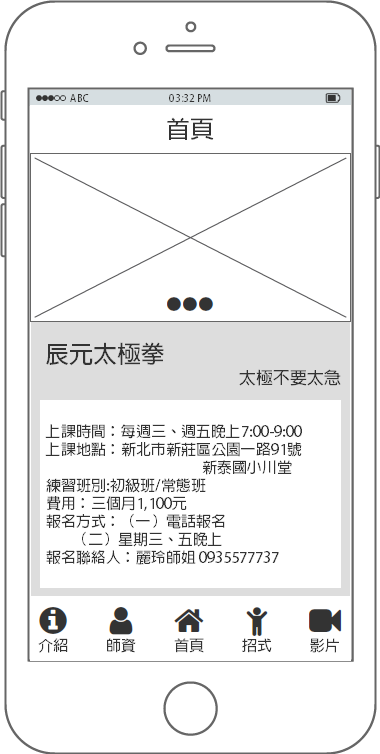 ABC 03:32 PM
首頁
辰元太極拳
太極不要太急
上課時間：每週三、週五晚上7:00-9:00
上課地點：新北市新莊區公園一路91號
新泰國小川堂
練習班別:初級班/常態班
費用：三個月1,100元
報名方式：（一）電話報名
（二）星期三、五晚上
報名聯絡人：麗玲師姐 0935577737
介紹 師資 首頁 招式 影片